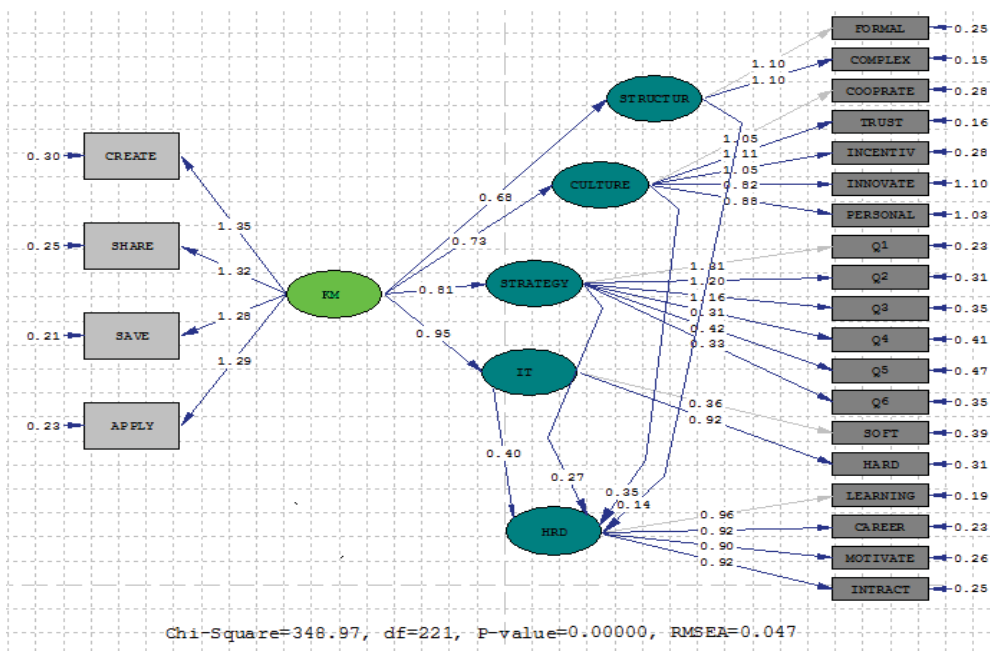 FORMAL 0.25
1.10
COMPLEX 0.15
1.10
COOPRATE 0.28
STRUCTUR
TRUST 0.16
1.05
0.30 CREATE
1.11
INCENTIV 0.28
1.05
CULTURE
0.82
INNOVATE 1.10
0.68
0.88
PERSONAL 1.03
1.35
0.73
0.25 SHARE
Q1 0.23
1.32
1.20
Q2 0.31
KM
0.81
STRATEGY
1.16
Q3 0.35
1.28
0.31
0.42
0.21 SAVE
0.95
0.33
Q4 0.41
1.29
IT
Q5 0.47
0.36
Q6 0.35
0.92
0.23 APPLY
SOFT 0.39
0.40
HARD 0.31
0.27
0.35
LEARNING 0.19
0.14
0.96
CAREER 0.23
HRD
0.92
0.90
MOTIVATE 0.26
0.92
INTRACT 0.25
Chi-Square=348.97, df=221, P-value=0.00000, RMSEA=0.047